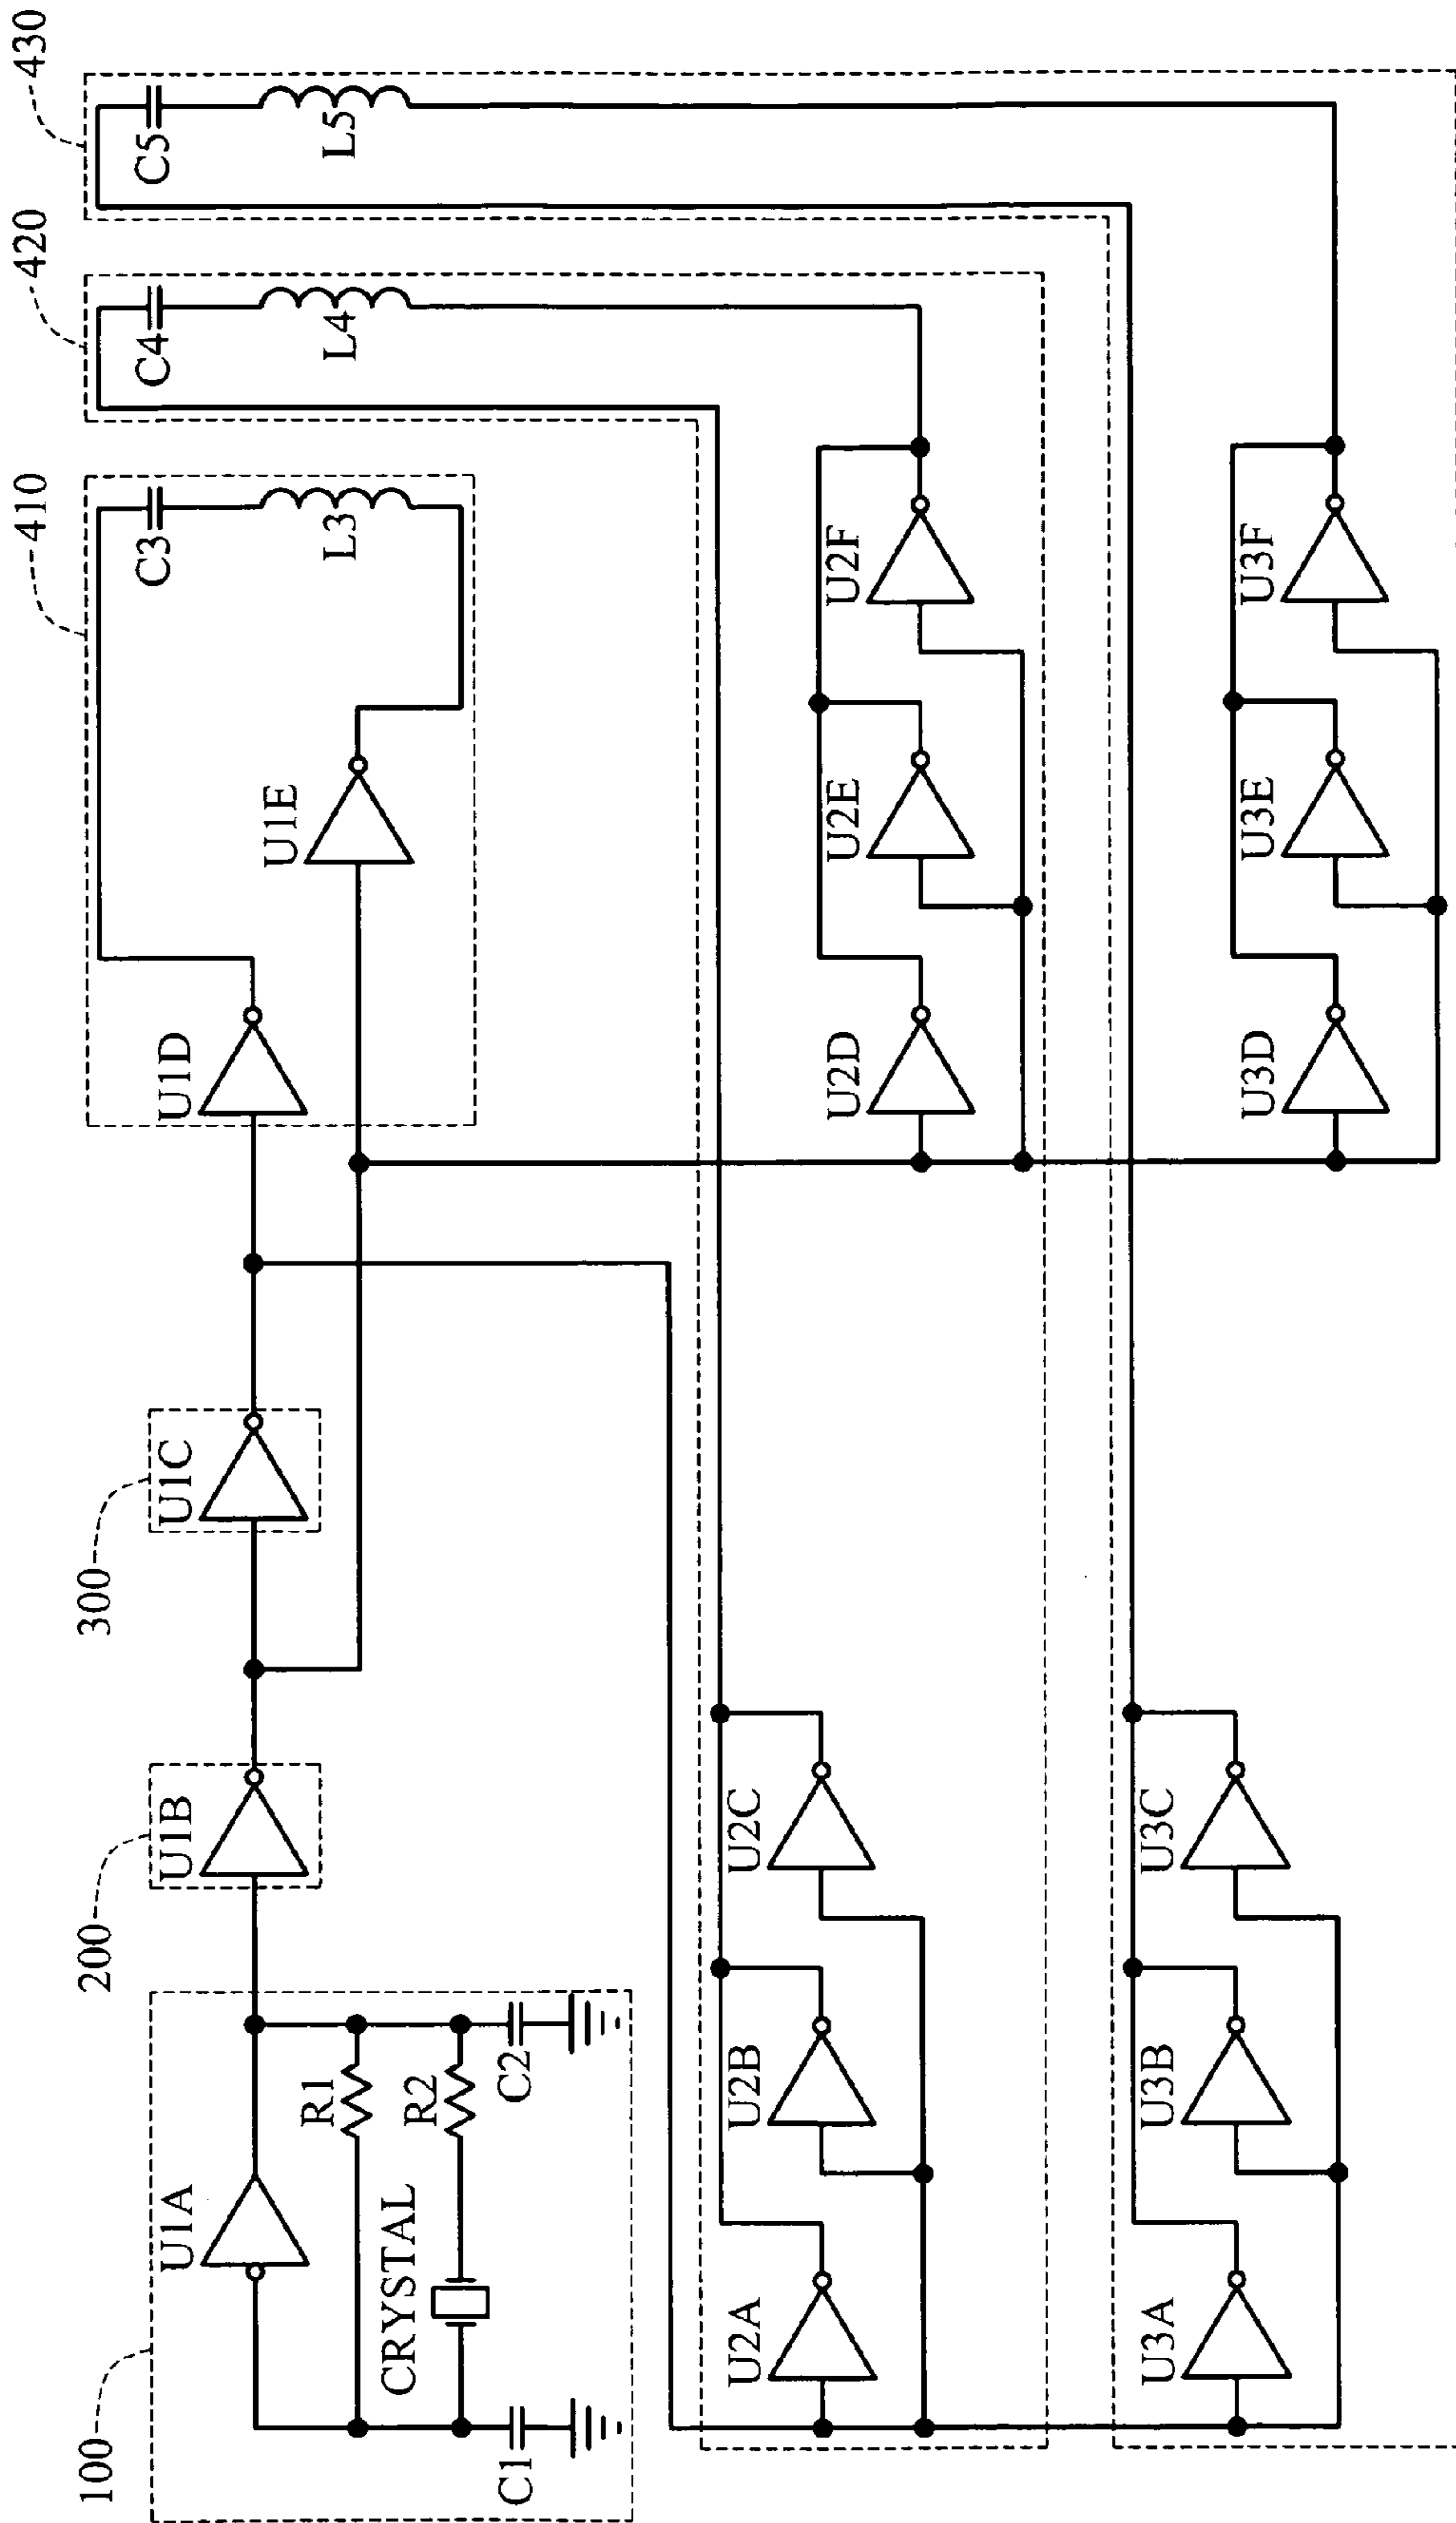 100
200
300
410
420
430
U1A
U1B
U1C
U1D
U1E
R1
R2
CRYSTAL
C1
C2
C3
L3
C4
L4
C5
L5
U2A
U2B
U2C
U2D
U2E
U2F
U3A
U3B
U3C
U3D
U3E
U3F